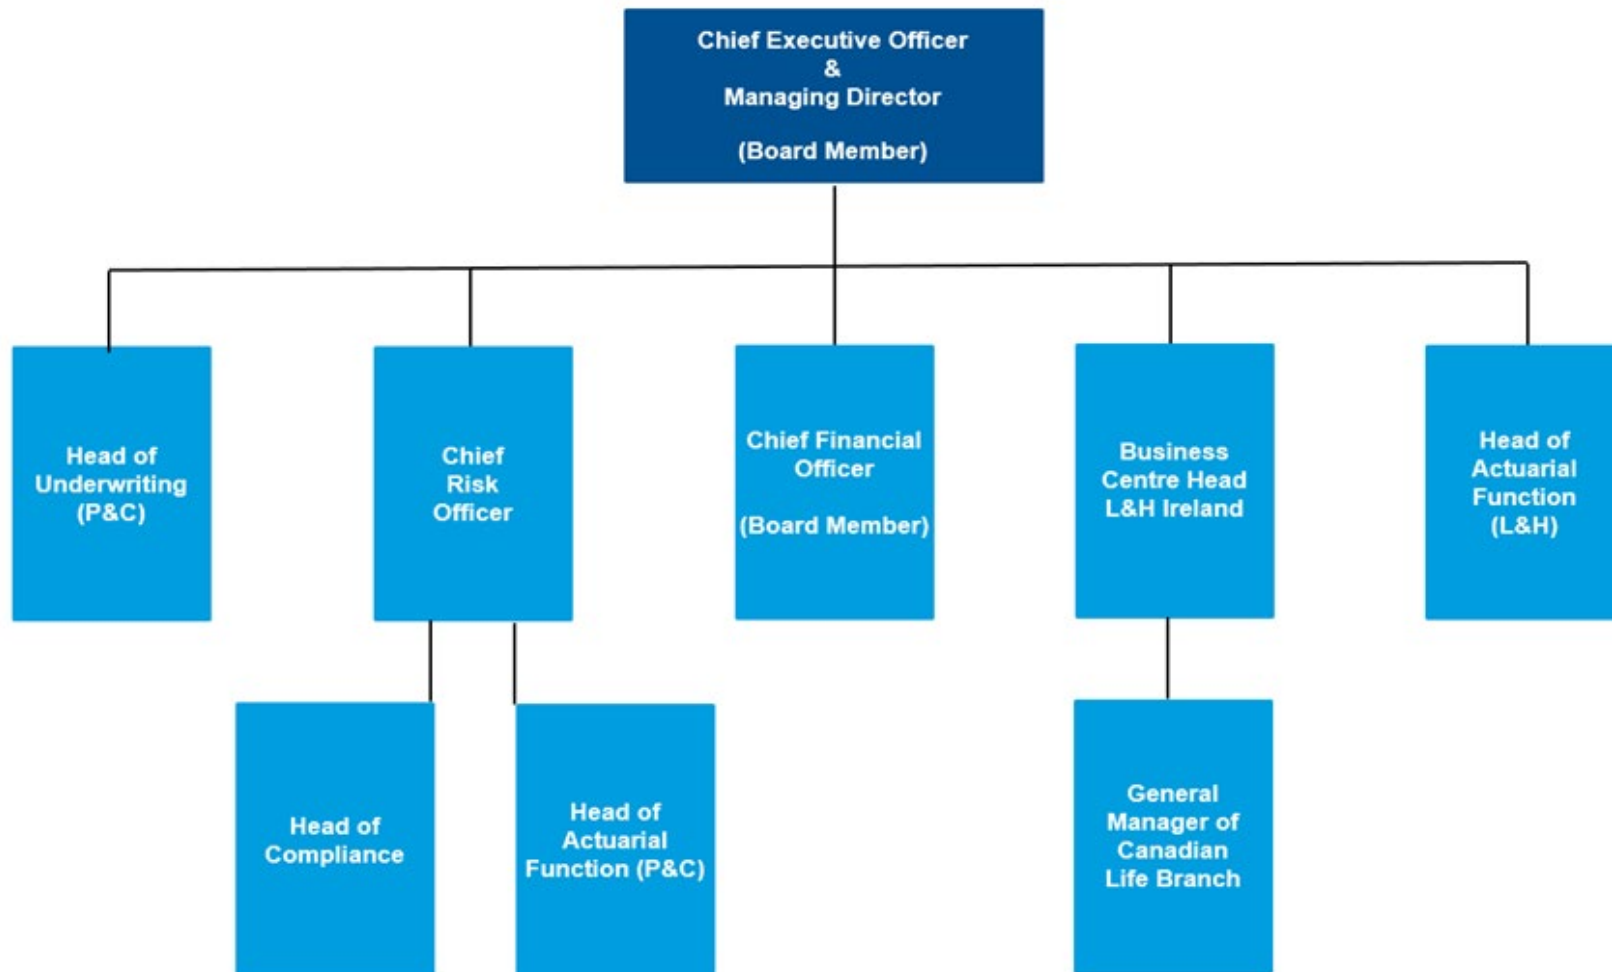 Chief Executive Officer
&
Managing Director
(Board Member)
Head of
Underwriting
(P&C)
Chief
Risk
Officer
Chief Financial
Officer
(Board Member)
Business
Centre Head
L&H Ireland
Head of
Actuarial
Function
(L&H)
Head of
Compliance
Head of
Actuarial
Function (P&C)
General
Manager of
Canadian
Life Branch